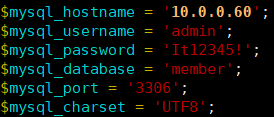 $mysql_hostname = '10.0.0.60';
$mysql_username = 'admin';
$mysql_password = 'It12345!';
$mysql_database = 'member';
$mysql_port = '3306';
$mysql_charset = 'UTF8';